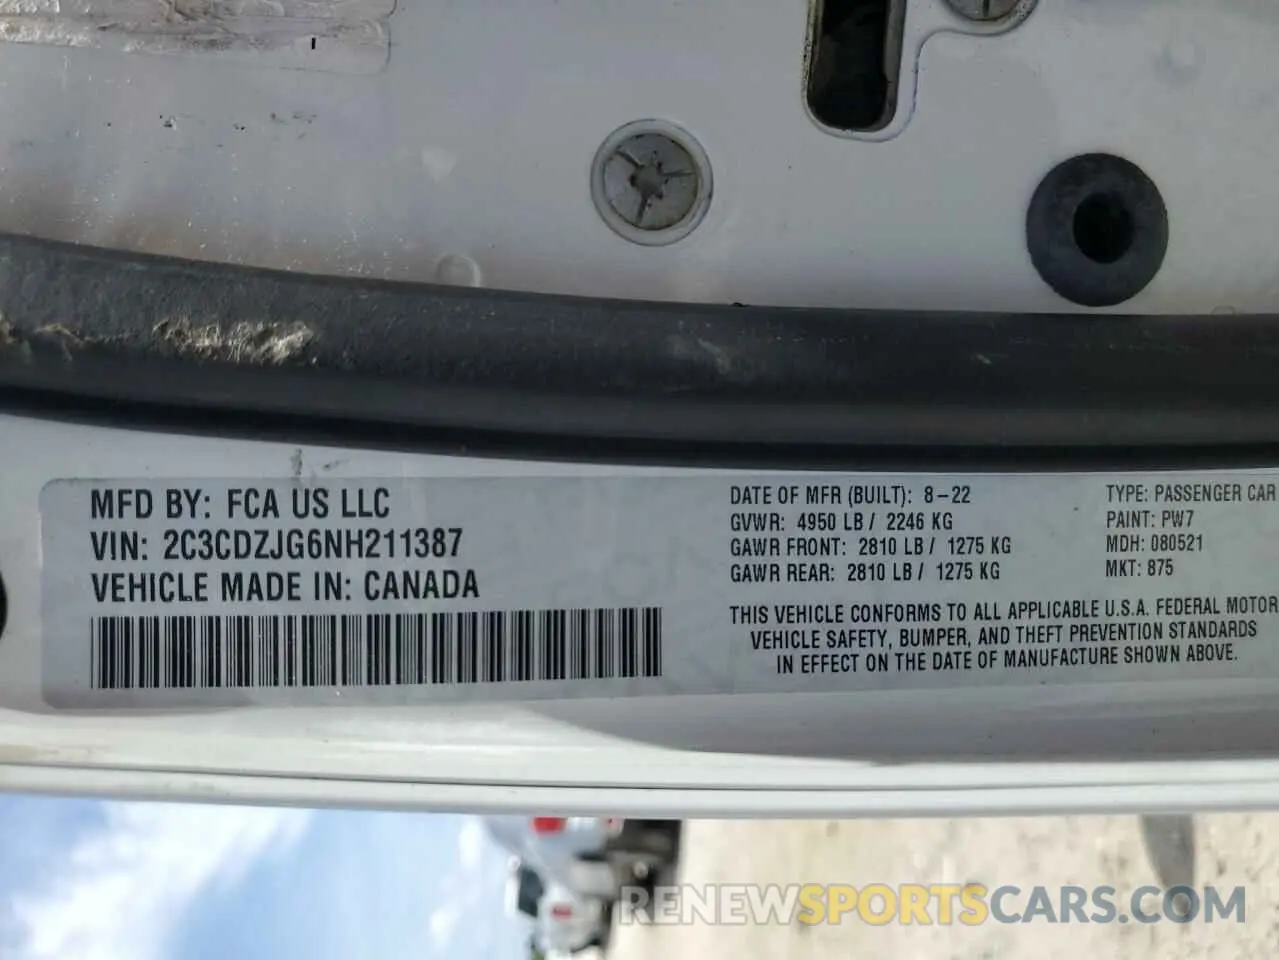 MFD BY: FCA US LLC
VIN: 2C3CDZJG6NH211387
VEHICLE MADE IN: CANADA
DATE OF MFR (BUILT): 8-22
GVWR: 4950 LB / 2246 KG
GAWR FRONT: 2810 LB / 1275 KG
GAWR REAR: 2810 LB / 1275 KG
TYPE: PASSENGER CAR
PAINT: PW7
MDH: 080521
MKT: 875
THIS VEHICLE CONFORMS TO ALL APPLICABLE U.S.A. FEDERAL MOTOR
VEHICLE SAFETY, BUMPER, AND THEFT PREVENTION STANDARDS
IN EFFECT ON THE DATE OF MANUFACTURE SHOWN ABOVE.
RENEWSPORTSCARS.COM